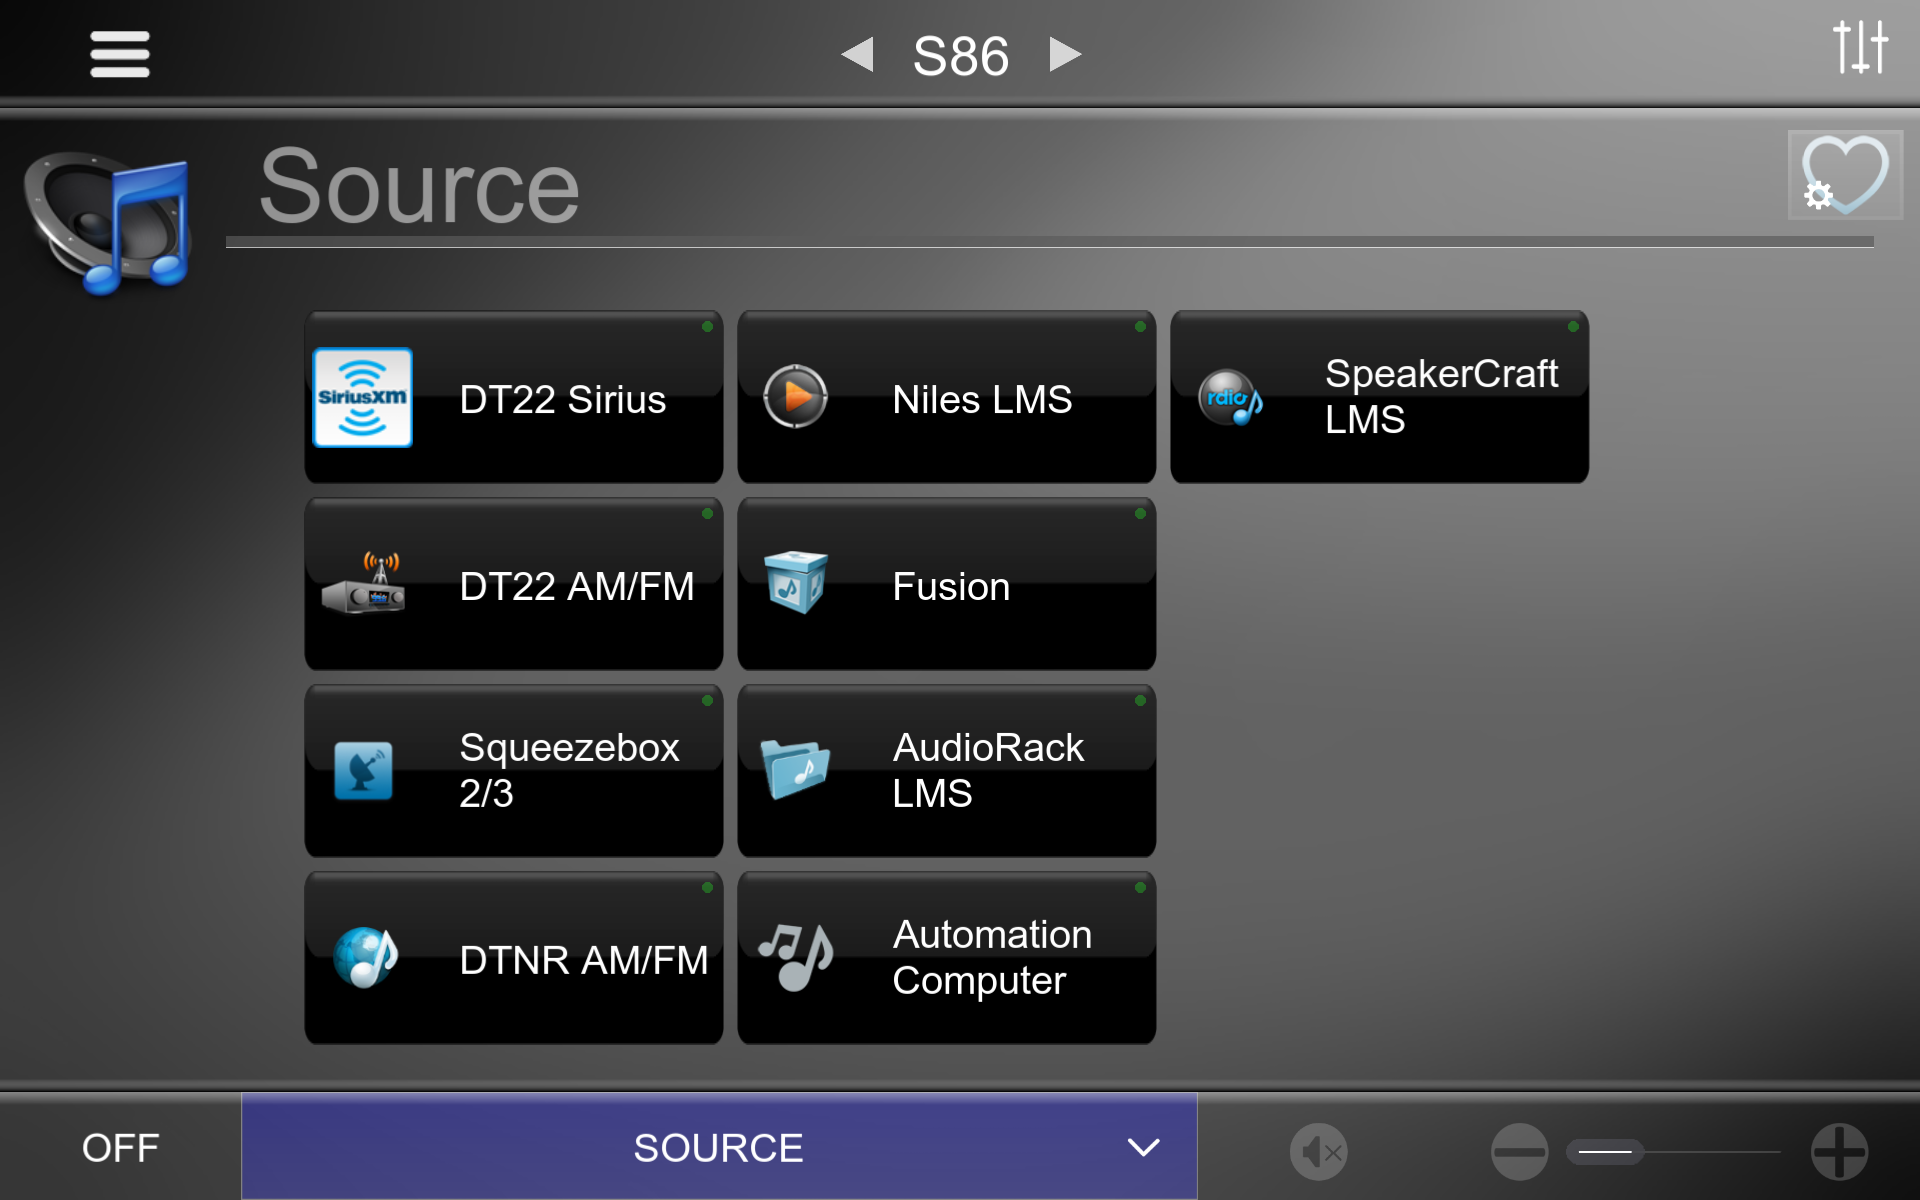 S86
Source
SiriusXM
DT22 Sirius
Niles LMS
rdio
SpeakerCraft
LMS
DT22 AM/FM
Fusion
Squeezebox
2/3
AudioRack
LMS
DTNR AM/FM
Automation
Computer
OFF
SOURCE